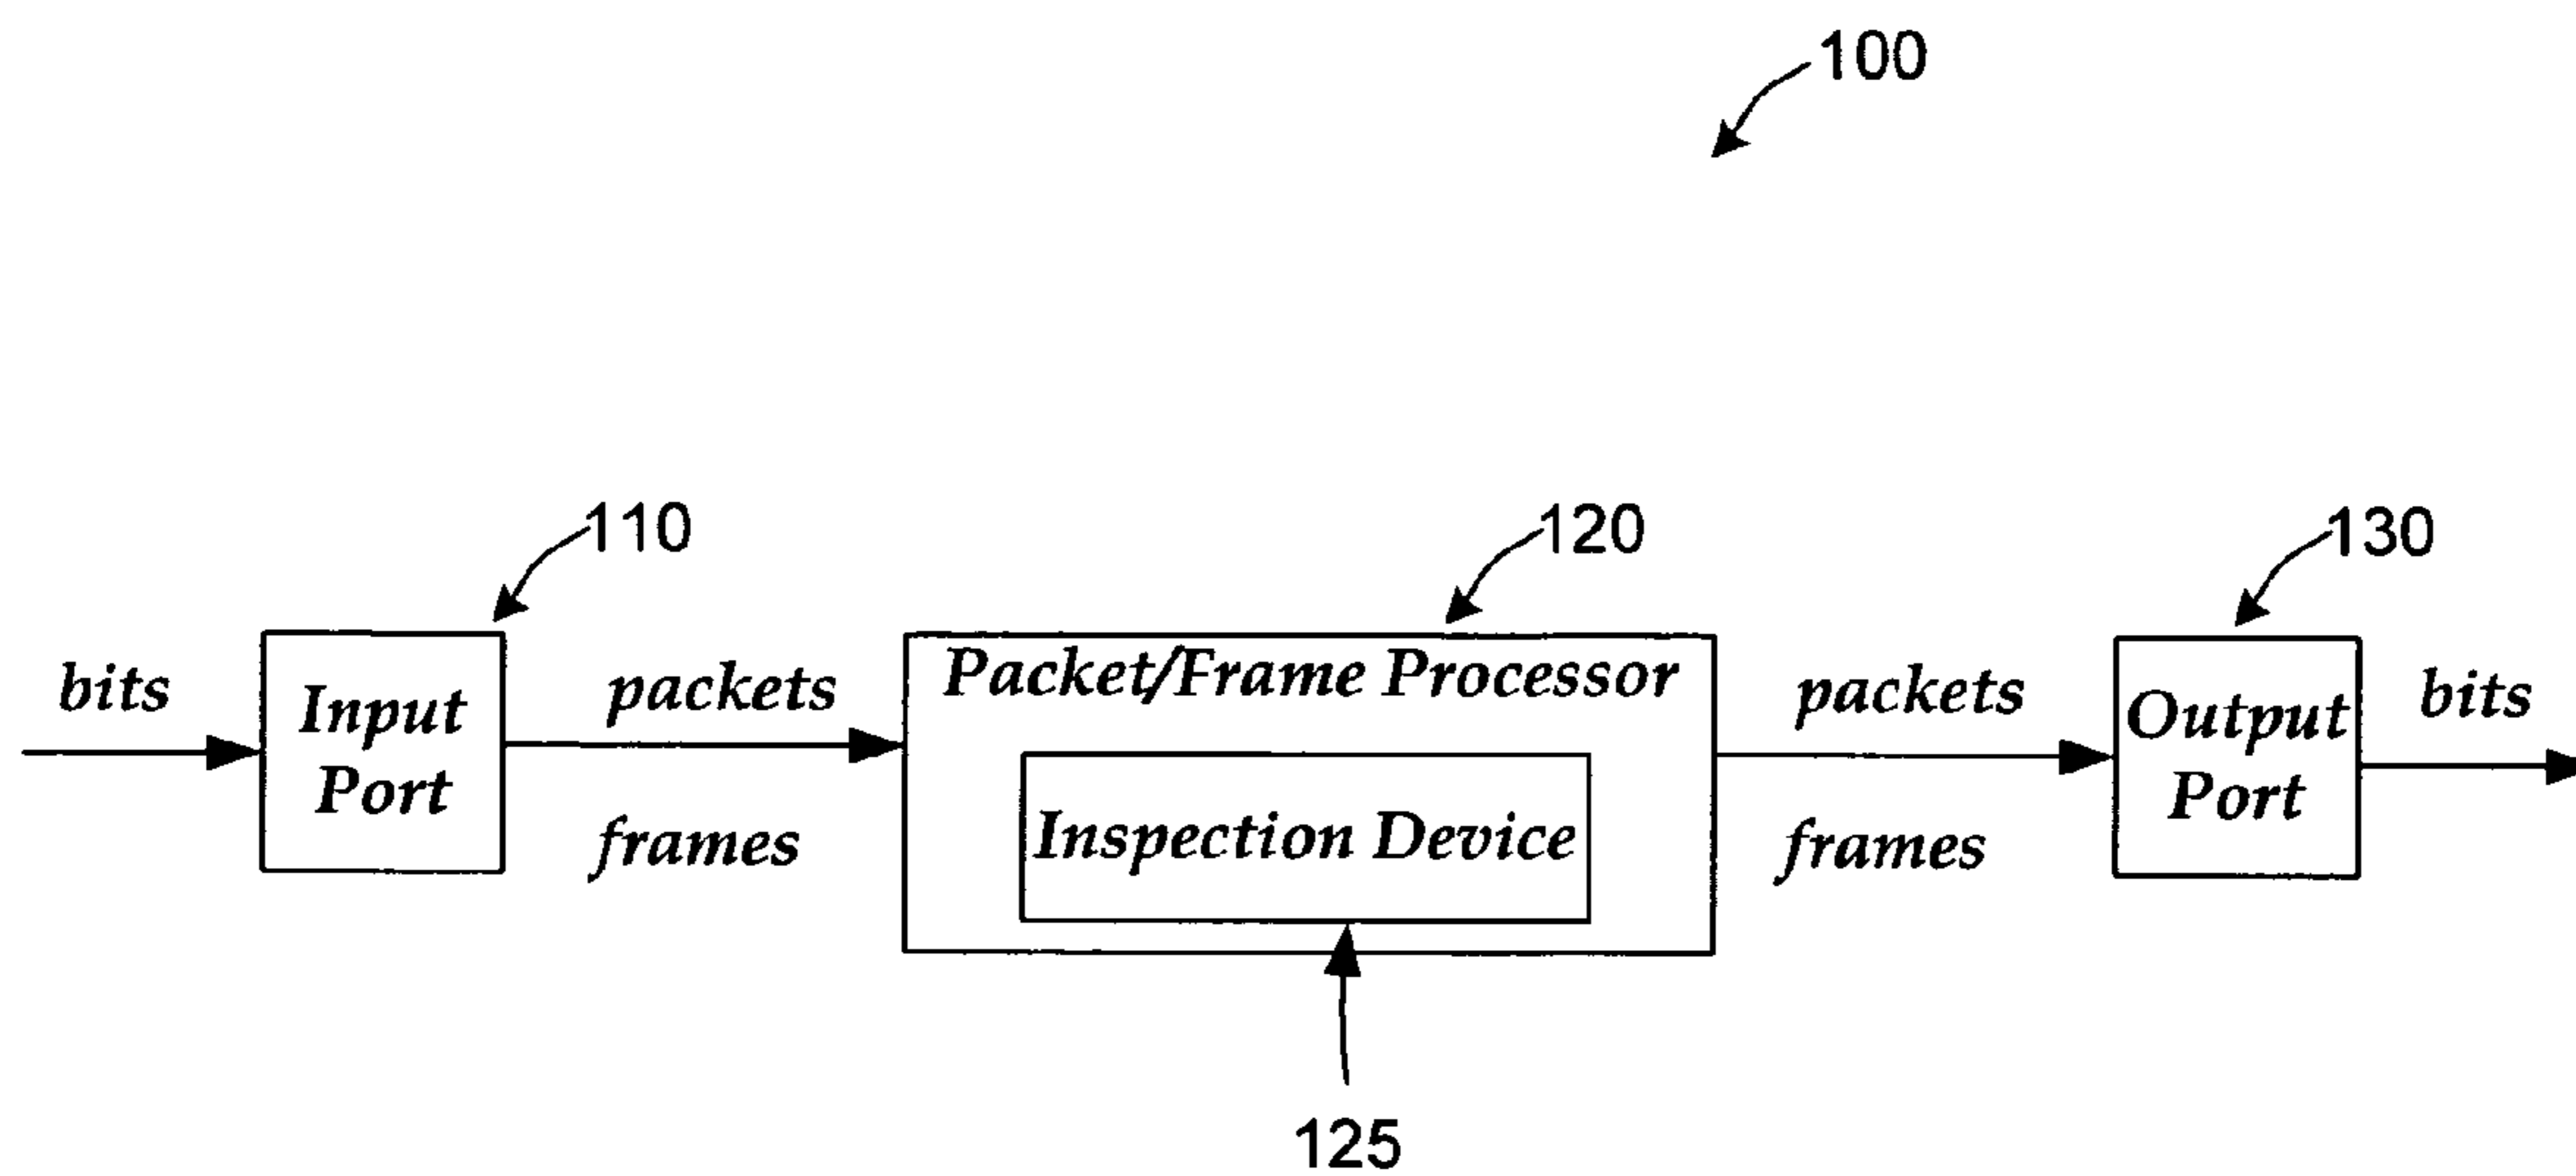 100
110
120
130
bits
Input
Port
packets
frames
Packet/Frame Processor
Inspection Device
packets
frames
Output
Port
bits
125